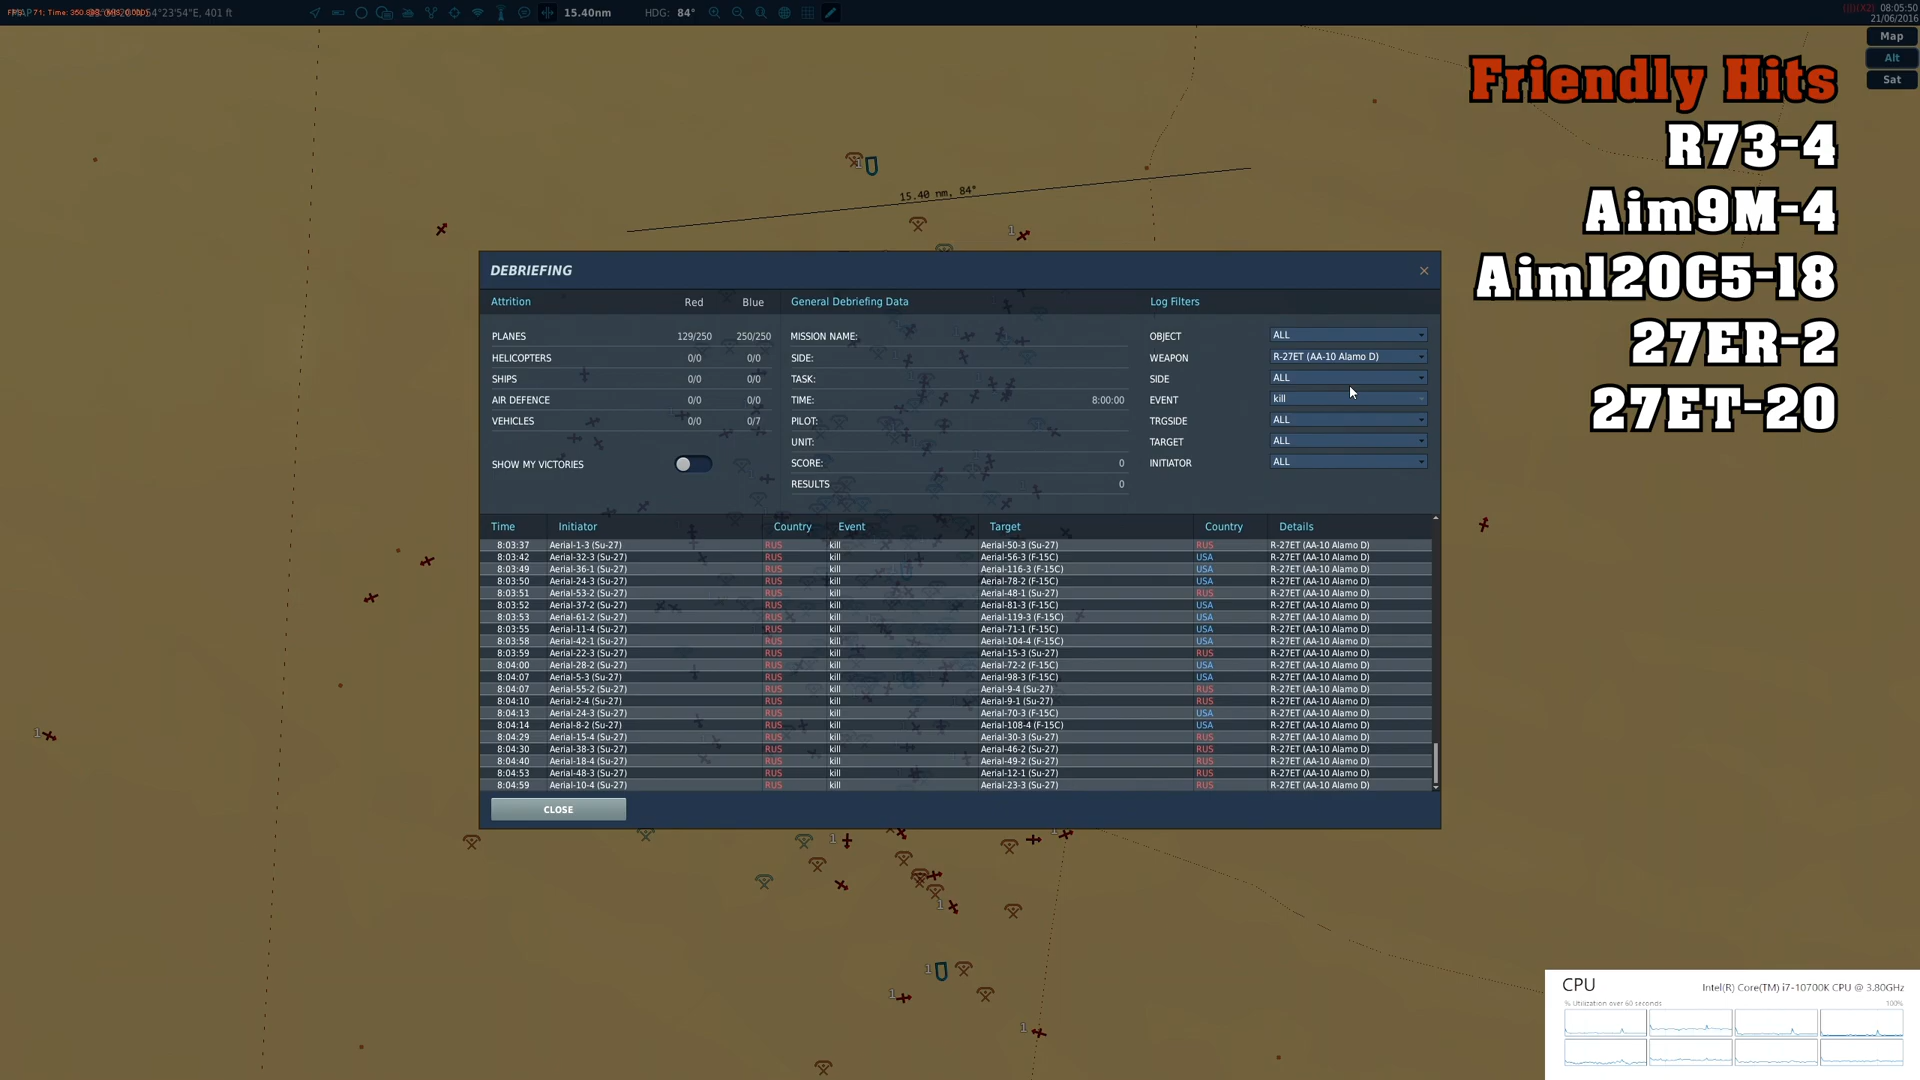 15.40nm HDG: 84°
08:05:50
21/06/2016
Map
Alt
Sat
Friendly Hits
R73-4
Aim9M-4
Aim120C5-18
27ER-2
27ET-20
15.40 nm, 84°
DEBRIEFING
Attrition Red Blue
PLANES 129/250 250/250
HELICOPTERS 0/0 0/0
SHIPS 0/0 0/0
AIR DEFENCE 0/0 0/0
VEHICLES 0/0 0/7
SHOW MY VICTORIES
General Debriefing Data
MISSION NAME:
SIDE:
TASK:
TIME: 8:00:00
PILOT:
UNIT:
SCORE: 0
RESULTS 0
Log Filters
OBJECT ALL
WEAPON R-27ET (AA-10 Alamo D)
SIDE ALL
EVENT kill
TRGSIDE ALL
TARGET ALL
INITIATOR ALL
Time Initiator Country Event Target Country Details
8:03:37 Aerial-1-3 (Su-27) RUS kill Aerial-50-3 (Su-27) RUS R-27ET (AA-10 Alamo D)
8:03:42 Aerial-32-3 (Su-27) RUS kill Aerial-56-3 (F-15C) USA R-27ET (AA-10 Alamo D)
8:03:49 Aerial-36-1 (Su-27) RUS kill Aerial-116-3 (F-15C) USA R-27ET (AA-10 Alamo D)
8:03:50 Aerial-24-3 (Su-27) RUS kill Aerial-78-2 (F-15C) USA R-27ET (AA-10 Alamo D)
8:03:51 Aerial-53-2 (Su-27) RUS kill Aerial-48-1 (Su-27) RUS R-27ET (AA-10 Alamo D)
8:03:52 Aerial-37-2 (Su-27) RUS kill Aerial-81-3 (F-15C) USA R-27ET (AA-10 Alamo D)
8:03:53 Aerial-61-2 (Su-27) RUS kill Aerial-119-3 (F-15C) USA R-27ET (AA-10 Alamo D)
8:03:55 Aerial-11-4 (Su-27) RUS kill Aerial-71-1 (F-15C) USA R-27ET (AA-10 Alamo D)
8:03:58 Aerial-42-1 (Su-27) RUS kill Aerial-104-4 (F-15C) USA R-27ET (AA-10 Alamo D)
8:03:59 Aerial-22-3 (Su-27) RUS kill Aerial-15-3 (Su-27) RUS R-27ET (AA-10 Alamo D)
8:04:00 Aerial-28-2 (Su-27) RUS kill Aerial-72-2 (F-15C) USA R-27ET (AA-10 Alamo D)
8:04:07 Aerial-5-3 (Su-27) RUS kill Aerial-98-3 (F-15C) USA R-27ET (AA-10 Alamo D)
8:04:07 Aerial-55-2 (Su-27) RUS kill Aerial-9-4 (Su-27) RUS R-27ET (AA-10 Alamo D)
8:04:10 Aerial-2-4 (Su-27) RUS kill Aerial-9-1 (Su-27) RUS R-27ET (AA-10 Alamo D)
8:04:13 Aerial-24-3 (Su-27) RUS kill Aerial-70-3 (F-15C) USA R-27ET (AA-10 Alamo D)
8:04:14 Aerial-8-2 (Su-27) RUS kill Aerial-108-4 (F-15C) USA R-27ET (AA-10 Alamo D)
8:04:29 Aerial-15-4 (Su-27) RUS kill Aerial-30-3 (Su-27) RUS R-27ET (AA-10 Alamo D)
8:04:30 Aerial-38-3 (Su-27) RUS kill Aerial-46-2 (Su-27) RUS R-27ET (AA-10 Alamo D)
8:04:40 Aerial-18-4 (Su-27) RUS kill Aerial-49-2 (Su-27) RUS R-27ET (AA-10 Alamo D)
8:04:53 Aerial-48-3 (Su-27) RUS kill Aerial-12-1 (Su-27) RUS R-27ET (AA-10 Alamo D)
8:04:59 Aerial-10-4 (Su-27) RUS kill Aerial-23-3 (Su-27) RUS R-27ET (AA-10 Alamo D)
CLOSE
CPU Intel(R) Core(TM) i7-10700K CPU @ 3.80GHz
% Utilization over 60 seconds 100%